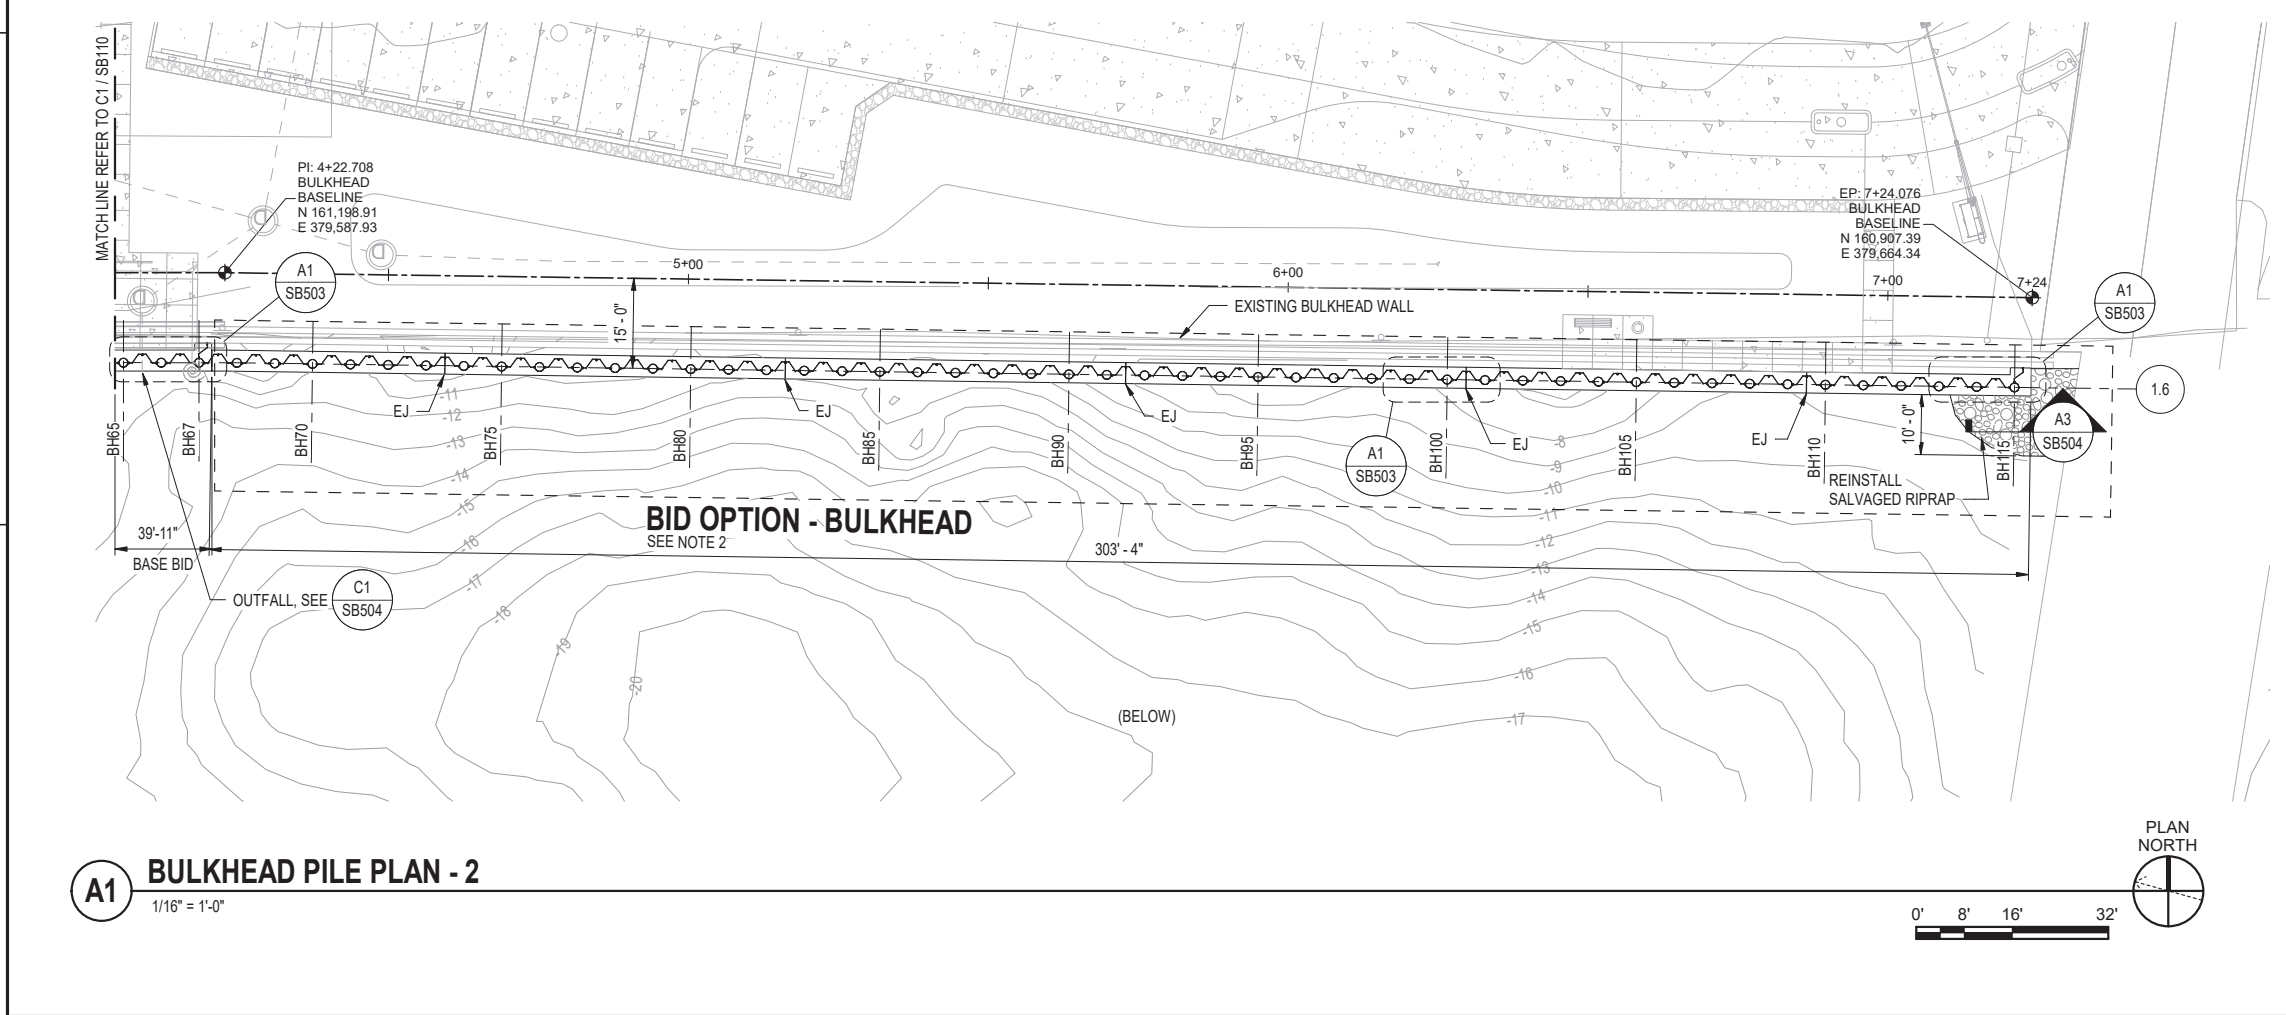 MATCH LINE REFER TO C1 / SB110
PI: 4+22.708
BULKHEAD
BASELINE
N 161,198.91
E 379,587.93
A1
SB503
D
D
D
5+00
15' - 0"
6+00
EXISTING BULKHEAD WALL
EP: 7+24.076
BULKHEAD
BASELINE
N 160,907.39
E 379,664.34
7+00
7+24
A1
SB503
1.6
BH65
BH67
BH70
BH75
BH80
BH85
BH90
BH95
BH100
BH105
BH110
BH115
EJ
EJ
EJ
EJ
EJ
A1
SB503
10' - 0"
A3
SB504
REINSTALL
SALVAGED RIPRAP
-11
-12
-13
-14
-15
-16
-17
-18
-19
-20
-8
-9
-10
-11
-12
-13
-14
-15
-16
-17
BID OPTION - BULKHEAD
SEE NOTE 2
39'-11"
BASE BID
303' - 4"
OUTFALL, SEE
C1
SB504
(BELOW)
A1
BULKHEAD PILE PLAN - 2
1/16" = 1'-0"
PLAN
NORTH
0' 8' 16' 32'